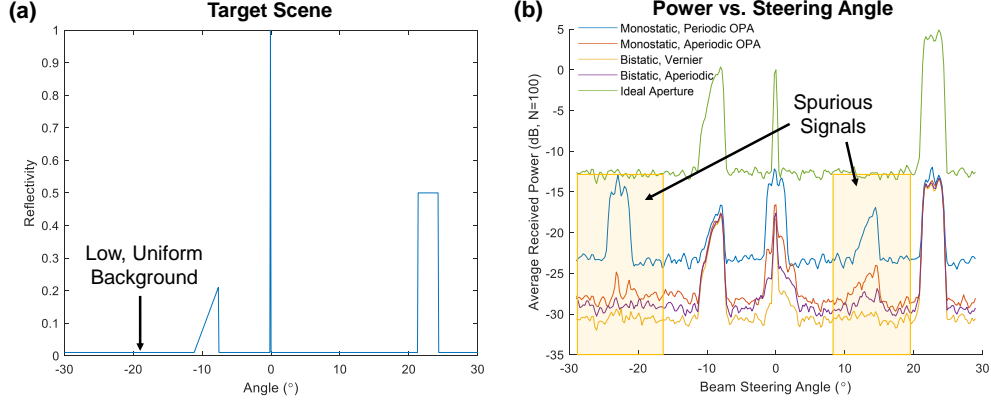 (a)
Target Scene
1
0.9
0.8
0.7
0.6
0.5
0.4
0.3
0.2
0.1
0
Reflectivity
Low, Uniform
Background
-30
-20
-10
0
10
20
30
Angle (°)
(b)
Power vs. Steering Angle
Monostatic, Periodic OPA
Monostatic, Aperiodic OPA
Bistatic, Vernier
Bistatic, Aperiodic
Ideal Aperture
Spurious
Signals
5
0
-5
-10
-15
-20
-25
-30
-35
Average Received Power (dB, N=100)
-30
-20
-10
0
10
20
30
Beam Steering Angle (°)